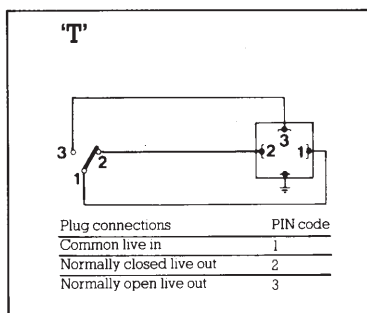 'T'
3
3 2 2 1
1
Plug connections PIN code
Common live in 1
Normally closed live out 2
Normally open live out 3